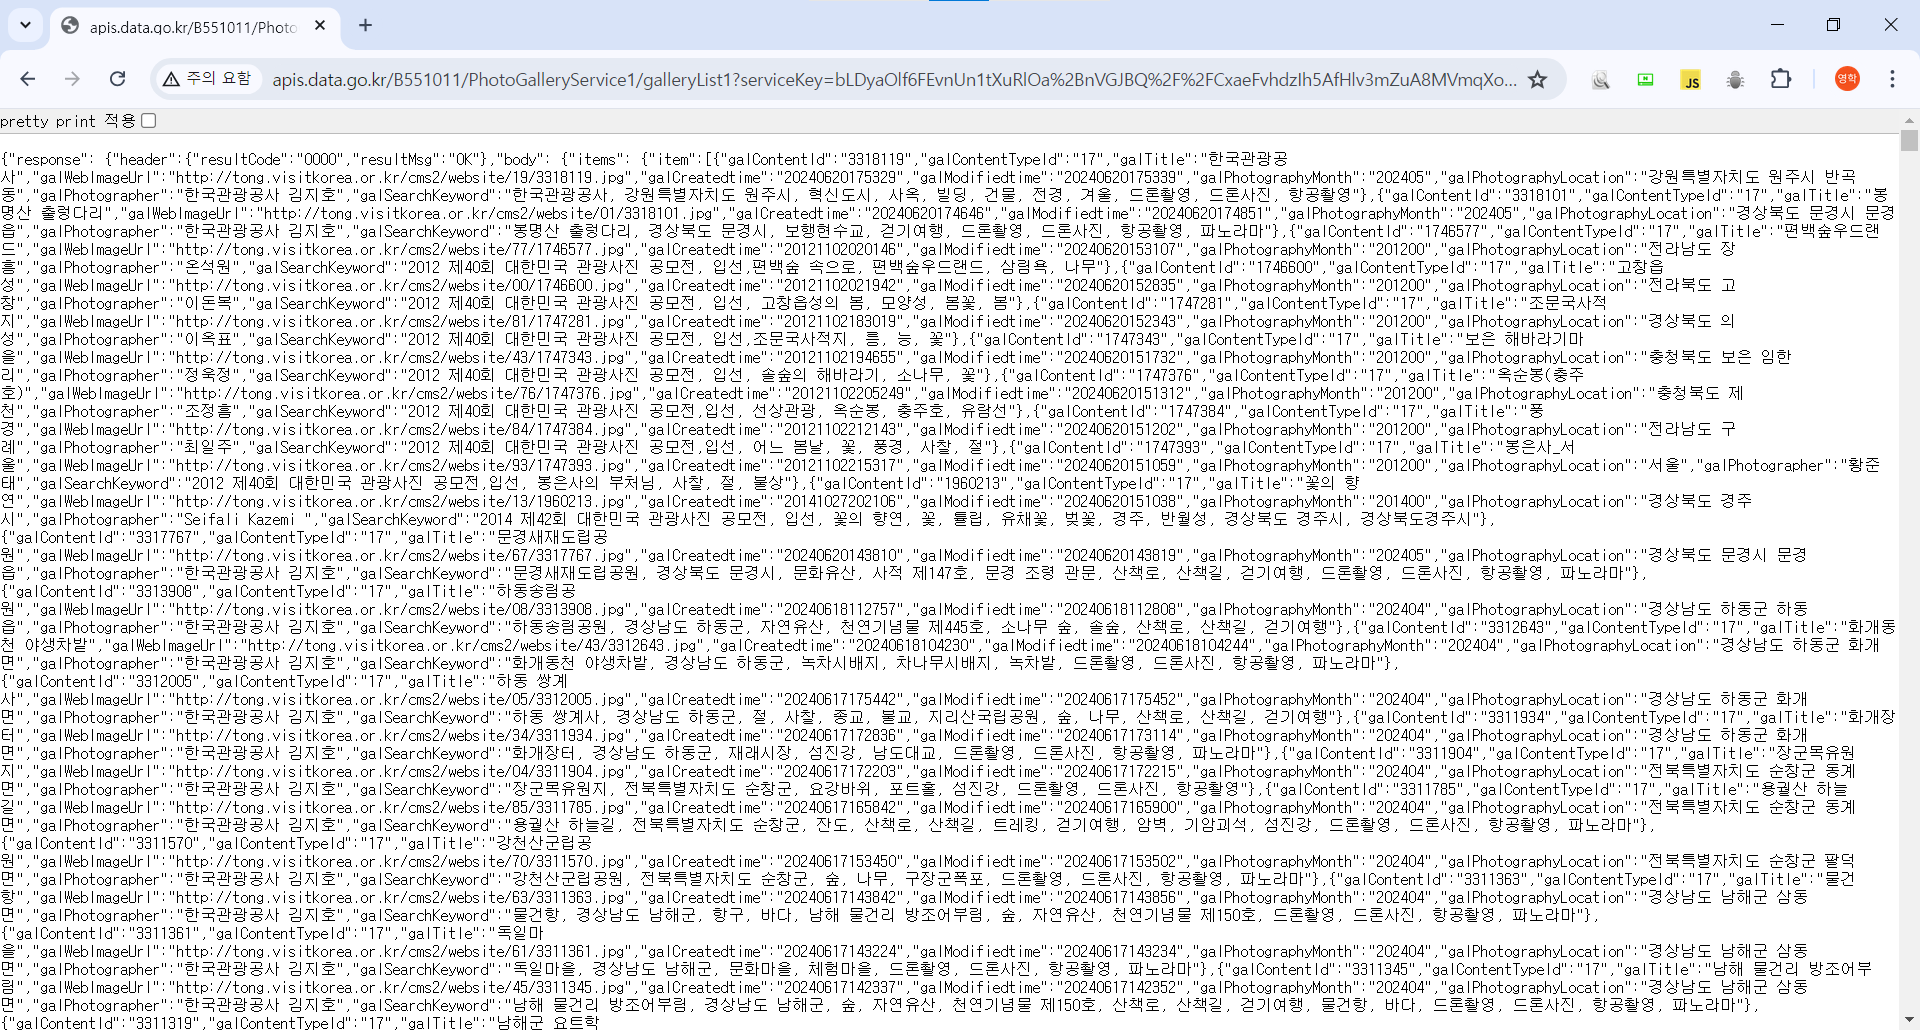 apis.data.go.kr/B551011/Photo
주의 요함
apis.data.go.kr/B551011/PhotoGalleryService1/galleryList1?serviceKey=bLDyaOlf6FEvnUn1tXuRlOa%2BnVGJBQ%2F%2FCxaeFvhdzIh5AfHlv3mZuA8MVmqXo...
JS
영학
pretty print 적용
{"response": {"header":{"resultCode":"0000","resultMsg":"OK"},"body": {"items": {"item":[{"galContentId":"3318119","galContentTypeId":"17","galTitle":"한국관광공
사","galWebImageUrl":"http://tong.visitkorea.or.kr/cms2/website/19/3318119.jpg","galCreatedtime":"20240620175329","galModifiedtime":"20240620175339","galPhotographyMonth":"202405","galPhotographyLocation":"강원특별자치도 원주시 반곡
동","galPhotographer":"한국관광공사 김지호","galSearchKeyword":"한국관광공사, 강원특별자치도 원주시, 혁신도시, 사옥, 빌딩, 건물, 전경, 겨울, 드론촬영, 드론사진, 항공촬영"},{"galContentId":"3318101","galContentTypeId":"17","galTitle":"봉
명산 출렁다리","galWebImageUrl":"http://tong.visitkorea.or.kr/cms2/website/01/3318101.jpg","galCreatedtime":"20240620174646","galModifiedtime":"20240620174851","galPhotographyMonth":"202405","galPhotographyLocation":"경상북도 문경시 문경
읍","galPhotographer":"한국관광공사 김지호","galSearchKeyword":"봉명산 출렁다리, 경상북도 문경시, 보행현수교, 걷기여행, 드론촬영, 드론사진, 항공촬영, 파노라마"},{"galContentId":"1746577","galContentTypeId":"17","galTitle":"편백숲우드랜
드","galWebImageUrl":"http://tong.visitkorea.or.kr/cms2/website/77/1746577.jpg","galCreatedtime":"20121102020146","galModifiedtime":"20240620153107","galPhotographyMonth":"201200","galPhotographyLocation":"전라남도 장
흥","galPhotographer":"온석원","galSearchKeyword":"2012 제40회 대한민국 관광사진 공모전, 입선,편백숲 속으로, 편백숲우드랜드, 삼림욕, 나무"},{"galContentId":"1746600","galContentTypeId":"17","galTitle":"고창읍
성","galWebImageUrl":"http://tong.visitkorea.or.kr/cms2/website/00/1746600.jpg","galCreatedtime":"20121102021942","galModifiedtime":"20240620152835","galPhotographyMonth":"201200","galPhotographyLocation":"전라북도 고
창","galPhotographer":"이돈복","galSearchKeyword":"2012 제40회 대한민국 관광사진 공모전, 입선, 고창읍성의 봄, 모양성, 봄꽃, 봄"},{"galContentId":"1747281","galContentTypeId":"17","galTitle":"조문국사적
지","galWebImageUrl":"http://tong.visitkorea.or.kr/cms2/website/81/1747281.jpg","galCreatedtime":"20121102183019","galModifiedtime":"20240620152343","galPhotographyMonth":"201200","galPhotographyLocation":"경상북도 의
성","galPhotographer":"이옥표","galSearchKeyword":"2012 제40회 대한민국 관광사진 공모전, 입선,조문국사적지, 릉, 능, 꽃"},{"galContentId":"1747343","galContentTypeId":"17","galTitle":"보은 해바라기마
을","galWebImageUrl":"http://tong.visitkorea.or.kr/cms2/website/43/1747343.jpg","galCreatedtime":"20121102194655","galModifiedtime":"20240620151732","galPhotographyMonth":"201200","galPhotographyLocation":"충청북도 보은 임한
리","galPhotographer":"정옥정","galSearchKeyword":"2012 제40회 대한민국 관광사진 공모전, 입선, 솔숲의 해바라기, 소나무, 꽃"},{"galContentId":"1747376","galContentTypeId":"17","galTitle":"옥순봉(충주
호)","galWebImageUrl":"http://tong.visitkorea.or.kr/cms2/website/76/1747376.jpg","galCreatedtime":"20121102205249","galModifiedtime":"20240620151312","galPhotographyMonth":"201200","galPhotographyLocation":"충청북도 제
천","galPhotographer":"조정흠","galSearchKeyword":"2012 제40회 대한민국 관광사진 공모전,입선, 선상관광, 옥순봉, 충주호, 유람선"},{"galContentId":"1747384","galContentTypeId":"17","galTitle":"풍
경","galWebImageUrl":"http://tong.visitkorea.or.kr/cms2/website/84/1747384.jpg","galCreatedtime":"20121102212143","galModifiedtime":"20240620151202","galPhotographyMonth":"201200","galPhotographyLocation":"전라남도 구
례","galPhotographer":"최일주","galSearchKeyword":"2012 제40회 대한민국 관광사진 공모전,입선, 어느 봄날, 꽃, 풍경, 사찰, 절"},{"galContentId":"1747393","galContentTypeId":"17","galTitle":"봉은사_서
울","galWebImageUrl":"http://tong.visitkorea.or.kr/cms2/website/93/1747393.jpg","galCreatedtime":"20121102215317","galModifiedtime":"20240620151059","galPhotographyMonth":"201200","galPhotographyLocation":"서울","galPhotographer":"황준
태","galSearchKeyword":"2012 제40회 대한민국 관광사진 공모전,입선, 봉은사의 부처님, 사찰, 절, 불상"},{"galContentId":"1960213","galContentTypeId":"17","galTitle":"꽃의 향
연","galWebImageUrl":"http://tong.visitkorea.or.kr/cms2/website/13/1960213.jpg","galCreatedtime":"20141027202106","galModifiedtime":"20240620151038","galPhotographyMonth":"201400","galPhotographyLocation":"경상북도 경주
시","galPhotographer":"Seifali Kazemi ","galSearchKeyword":"2014 제42회 대한민국 관광사진 공모전, 입선, 꽃의 향연, 꽃, 튤립, 유채꽃, 벚꽃, 경주, 반월성, 경상북도 경주시, 경상북도경주시"},
{"galContentId":"3317767","galContentTypeId":"17","galTitle":"문경새재도립공
원","galWebImageUrl":"http://tong.visitkorea.or.kr/cms2/website/67/3317767.jpg","galCreatedtime":"20240620143810","galModifiedtime":"20240620143819","galPhotographyMonth":"202405","galPhotographyLocation":"경상북도 문경시 문경
읍","galPhotographer":"한국관광공사 김지호","galSearchKeyword":"문경새재도립공원, 경상북도 문경시, 문화유산, 사적 제147호, 문경 조령 관문, 산책로, 산책길, 걷기여행, 드론촬영, 드론사진, 항공촬영, 파노라마"},
{"galContentId":"3313908","galContentTypeId":"17","galTitle":"하동송림공
원","galWebImageUrl":"http://tong.visitkorea.or.kr/cms2/website/08/3313908.jpg","galCreatedtime":"20240618112757","galModifiedtime":"20240618112808","galPhotographyMonth":"202404","galPhotographyLocation":"경상남도 하동군 하동
읍","galPhotographer":"한국관광공사 김지호","galSearchKeyword":"하동송림공원, 경상남도 하동군, 자연유산, 천연기념물 제445호, 소나무 숲, 솔숲, 산책로, 산책길, 걷기여행"},{"galContentId":"3312643","galContentTypeId":"17","galTitle":"화개동
천 야생차밭","galWebImageUrl":"http://tong.visitkorea.or.kr/cms2/website/43/3312643.jpg","galCreatedtime":"20240618104230","galModifiedtime":"20240618104244","galPhotographyMonth":"202404","galPhotographyLocation":"경상남도 하동군 화개
면","galPhotographer":"한국관광공사 김지호","galSearchKeyword":"화개동천 야생차밭, 경상남도 하동군, 녹차시배지, 차나무시배지, 녹차밭, 드론촬영, 드론사진, 항공촬영, 파노라마"},
{"galContentId":"3312005","galContentTypeId":"17","galTitle":"하동 쌍계
사","galWebImageUrl":"http://tong.visitkorea.or.kr/cms2/website/05/3312005.jpg","galCreatedtime":"20240617175442","galModifiedtime":"20240617175452","galPhotographyMonth":"202404","galPhotographyLocation":"경상남도 하동군 화개
면","galPhotographer":"한국관광공사 김지호","galSearchKeyword":"하동 쌍계사, 경상남도 하동군, 절, 사찰, 종교, 불교, 지리산국립공원, 숲, 나무, 산책로, 산책길, 걷기여행"},{"galContentId":"3311934","galContentTypeId":"17","galTitle":"화개장
터","galWebImageUrl":"http://tong.visitkorea.or.kr/cms2/website/34/3311934.jpg","galCreatedtime":"20240617172836","galModifiedtime":"20240617173114","galPhotographyMonth":"202404","galPhotographyLocation":"경상남도 하동군 화개
면","galPhotographer":"한국관광공사 김지호","galSearchKeyword":"화개장터, 경상남도 하동군, 재래시장, 섬진강, 남도대교, 드론촬영, 드론사진, 항공촬영, 파노라마"},{"galContentId":"3311904","galContentTypeId":"17","galTitle":"장군목유원
지","galWebImageUrl":"http://tong.visitkorea.or.kr/cms2/website/04/3311904.jpg","galCreatedtime":"20240617172203","galModifiedtime":"20240617172215","galPhotographyMonth":"202404","galPhotographyLocation":"전북특별자치도 순창군 동계
면","galPhotographer":"한국관광공사 김지호","galSearchKeyword":"장군목유원지, 전북특별자치도 순창군, 요강바위, 포트홀, 섬진강, 드론촬영, 드론사진, 항공촬영"},{"galContentId":"3311785","galContentTypeId":"17","galTitle":"용궐산 하늘
길","galWebImageUrl":"http://tong.visitkorea.or.kr/cms2/website/85/3311785.jpg","galCreatedtime":"20240617165842","galModifiedtime":"20240617165900","galPhotographyMonth":"202404","galPhotographyLocation":"전북특별자치도 순창군 동계
면","galPhotographer":"한국관광공사 김지호","galSearchKeyword":"용궐산 하늘길, 전북특별자치도 순창군, 잔도, 산책로, 산책길, 트레킹, 걷기여행, 암벽, 기암괴석, 섬진강, 드론촬영, 드론사진, 항공촬영, 파노라마"},
{"galContentId":"3311570","galContentTypeId":"17","galTitle":"강천산군립공
원","galWebImageUrl":"http://tong.visitkorea.or.kr/cms2/website/70/3311570.jpg","galCreatedtime":"20240617153450","galModifiedtime":"20240617153502","galPhotographyMonth":"202404","galPhotographyLocation":"전북특별자치도 순창군 팔덕
면","galPhotographer":"한국관광공사 김지호","galSearchKeyword":"강천산군립공원, 전북특별자치도 순창군, 숲, 나무, 구장군폭포, 드론촬영, 드론사진, 항공촬영, 파노라마"},{"galContentId":"3311363","galContentTypeId":"17","galTitle":"물건
항","galWebImageUrl":"http://tong.visitkorea.or.kr/cms2/website/63/3311363.jpg","galCreatedtime":"20240617143842","galModifiedtime":"20240617143856","galPhotographyMonth":"202404","galPhotographyLocation":"경상남도 남해군 삼동
면","galPhotographer":"한국관광공사 김지호","galSearchKeyword":"물건항, 경상남도 남해군, 항구, 바다, 남해 물건리 방조어부림, 숲, 자연유산, 천연기념물 제150호, 드론촬영, 드론사진, 항공촬영, 파노라마"},
{"galContentId":"3311361","galContentTypeId":"17","galTitle":"독일마
을","galWebImageUrl":"http://tong.visitkorea.or.kr/cms2/website/61/3311361.jpg","galCreatedtime":"20240617143224","galModifiedtime":"20240617143234","galPhotographyMonth":"202404","galPhotographyLocation":"경상남도 남해군 삼동
면","galPhotographer":"한국관광공사 김지호","galSearchKeyword":"독일마을, 경상남도 남해군, 문화마을, 체험마을, 드론촬영, 드론사진, 항공촬영, 파노라마"},{"galContentId":"3311345","galContentTypeId":"17","galTitle":"남해 물건리 방조어부
림","galWebImageUrl":"http://tong.visitkorea.or.kr/cms2/website/45/3311345.jpg","galCreatedtime":"20240617142337","galModifiedtime":"20240617142352","galPhotographyMonth":"202404","galPhotographyLocation":"경상남도 남해군 삼동
면","galPhotographer":"한국관광공사 김지호","galSearchKeyword":"남해 물건리 방조어부림, 경상남도 남해군, 숲, 자연유산, 천연기념물 제150호, 산책로, 산책길, 걷기여행, 물건항, 바다, 드론촬영, 드론사진, 항공촬영, 파노라마"},
{"galContentId":"3311319","galContentTypeId":"17","galTitle":"남해군 요트학